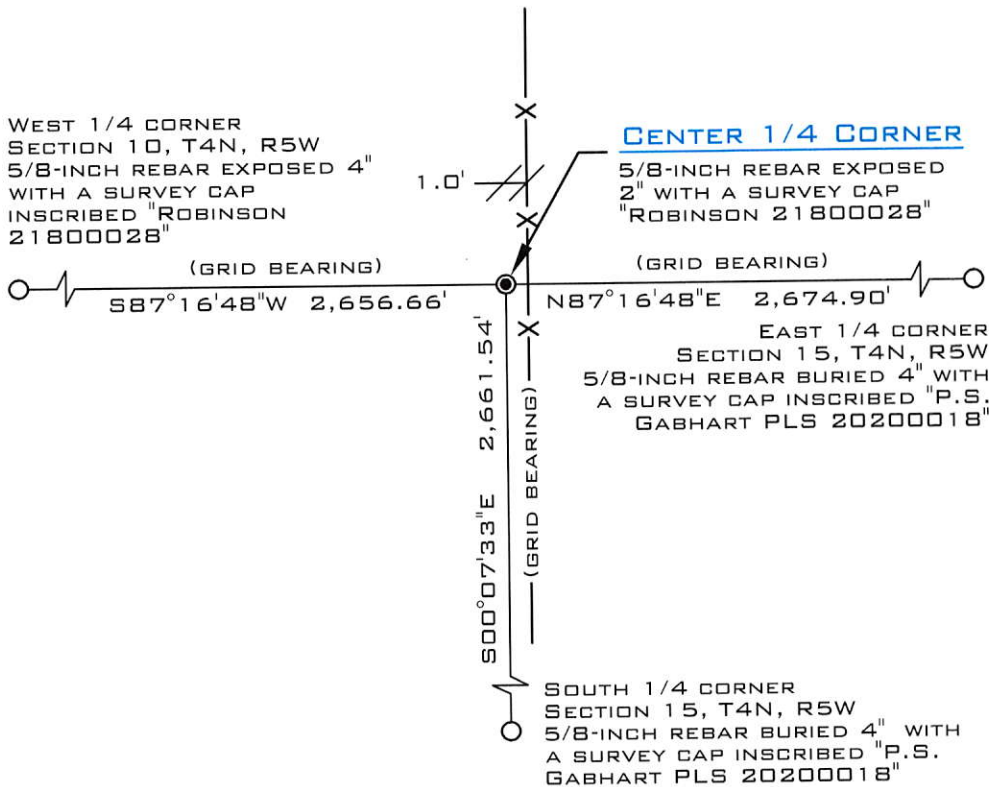 WEST 1/4 CORNER
SECTION 10, T4N, R5W
5/8-INCH REBAR EXPOSED 4"
WITH A SURVEY CAP
INSCRIBED "ROBINSON
21800028"
1.0'
CENTER 1/4 CORNER
5/8-INCH REBAR EXPOSED
2" WITH A SURVEY CAP
"ROBINSON 21800028"
(GRID BEARING)
S87°16'48"W 2,656.66'
(GRID BEARING)
N87°16'48"E 2,674.90'
EAST 1/4 CORNER
SECTION 15, T4N, R5W
5/8-INCH REBAR BURIED 4" WITH
A SURVEY CAP INSCRIBED "P.S.
GABHART PLS 20200018"
S00°07'33"E 2,661.54'
(GRID BEARING)
SOUTH 1/4 CORNER
SECTION 15, T4N, R5W
5/8-INCH REBAR BURIED 4" WITH
A SURVEY CAP INSCRIBED "P.S.
GABHART PLS 20200018"